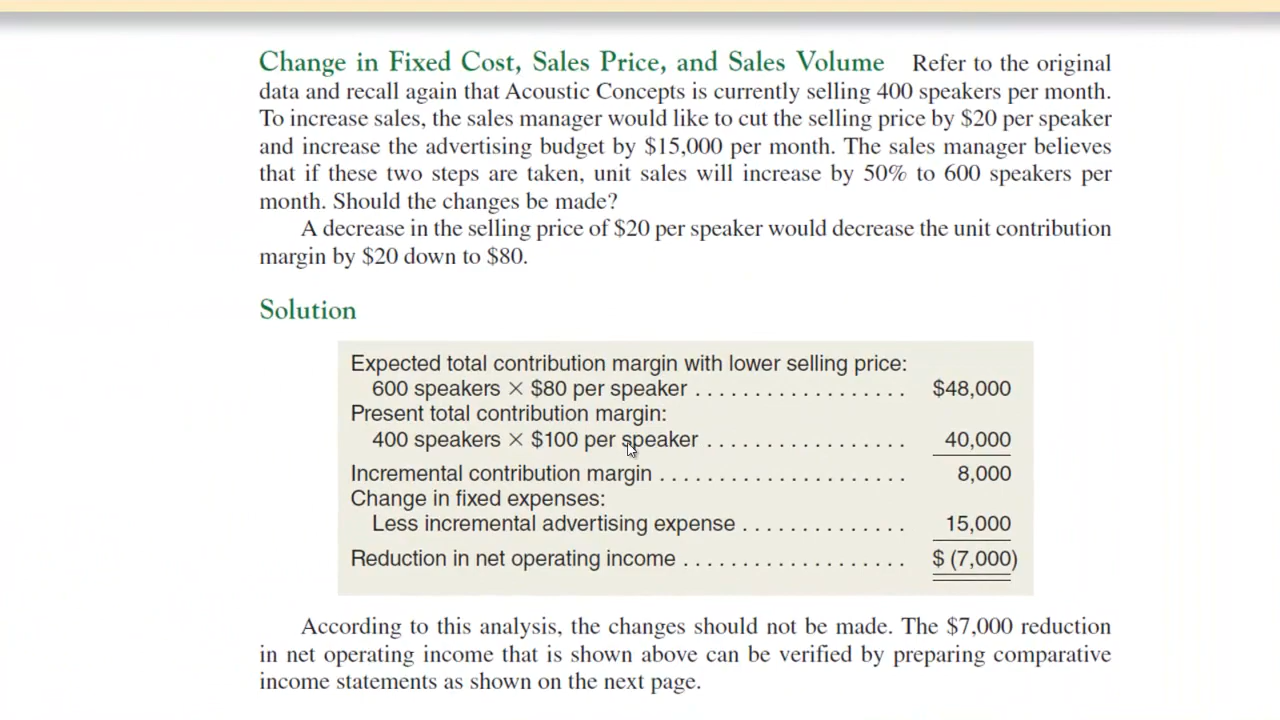 Change in Fixed Cost, Sales Price, and Sales Volume Refer to the original
data and recall again that Acoustic Concepts is currently selling 400 speakers per month.
To increase sales, the sales manager would like to cut the selling price by $20 per speaker
and increase the advertising budget by $15,000 per month. The sales manager believes
that if these two steps are taken, unit sales will increase by 50% to 600 speakers per
month. Should the changes be made?
A decrease in the selling price of $20 per speaker would decrease the unit contribution
margin by $20 down to $80.
Solution
Expected total contribution margin with lower selling price:
600 speakers × $80 per speaker . . . . . . . . . . . . . . . . . . $48,000
Present total contribution margin:
400 speakers × $100 per speaker . . . . . . . . . . . . . . . . . 40,000
Incremental contribution margin . . . . . . . . . . . . . . . . . . . . . 8,000
Change in fixed expenses:
Less incremental advertising expense . . . . . . . . . . . . . . 15,000
Reduction in net operating income . . . . . . . . . . . . . . . . . . . $ (7,000)
According to this analysis, the changes should not be made. The $7,000 reduction
in net operating income that is shown above can be verified by preparing comparative
income statements as shown on the next page.